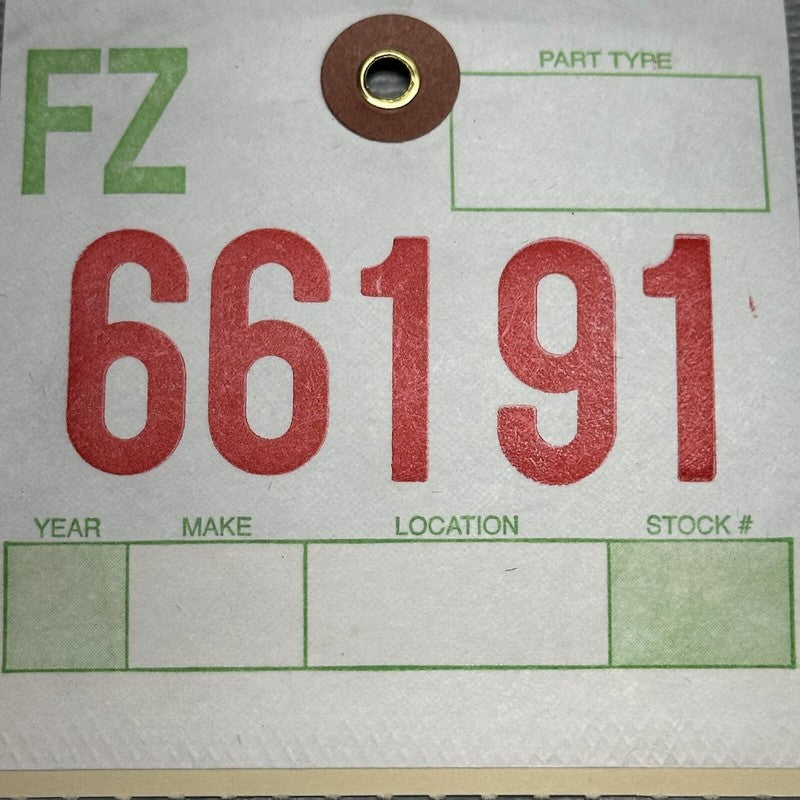 FZ
PART TYPE
66191
YEAR MAKE LOCATION STOCK #